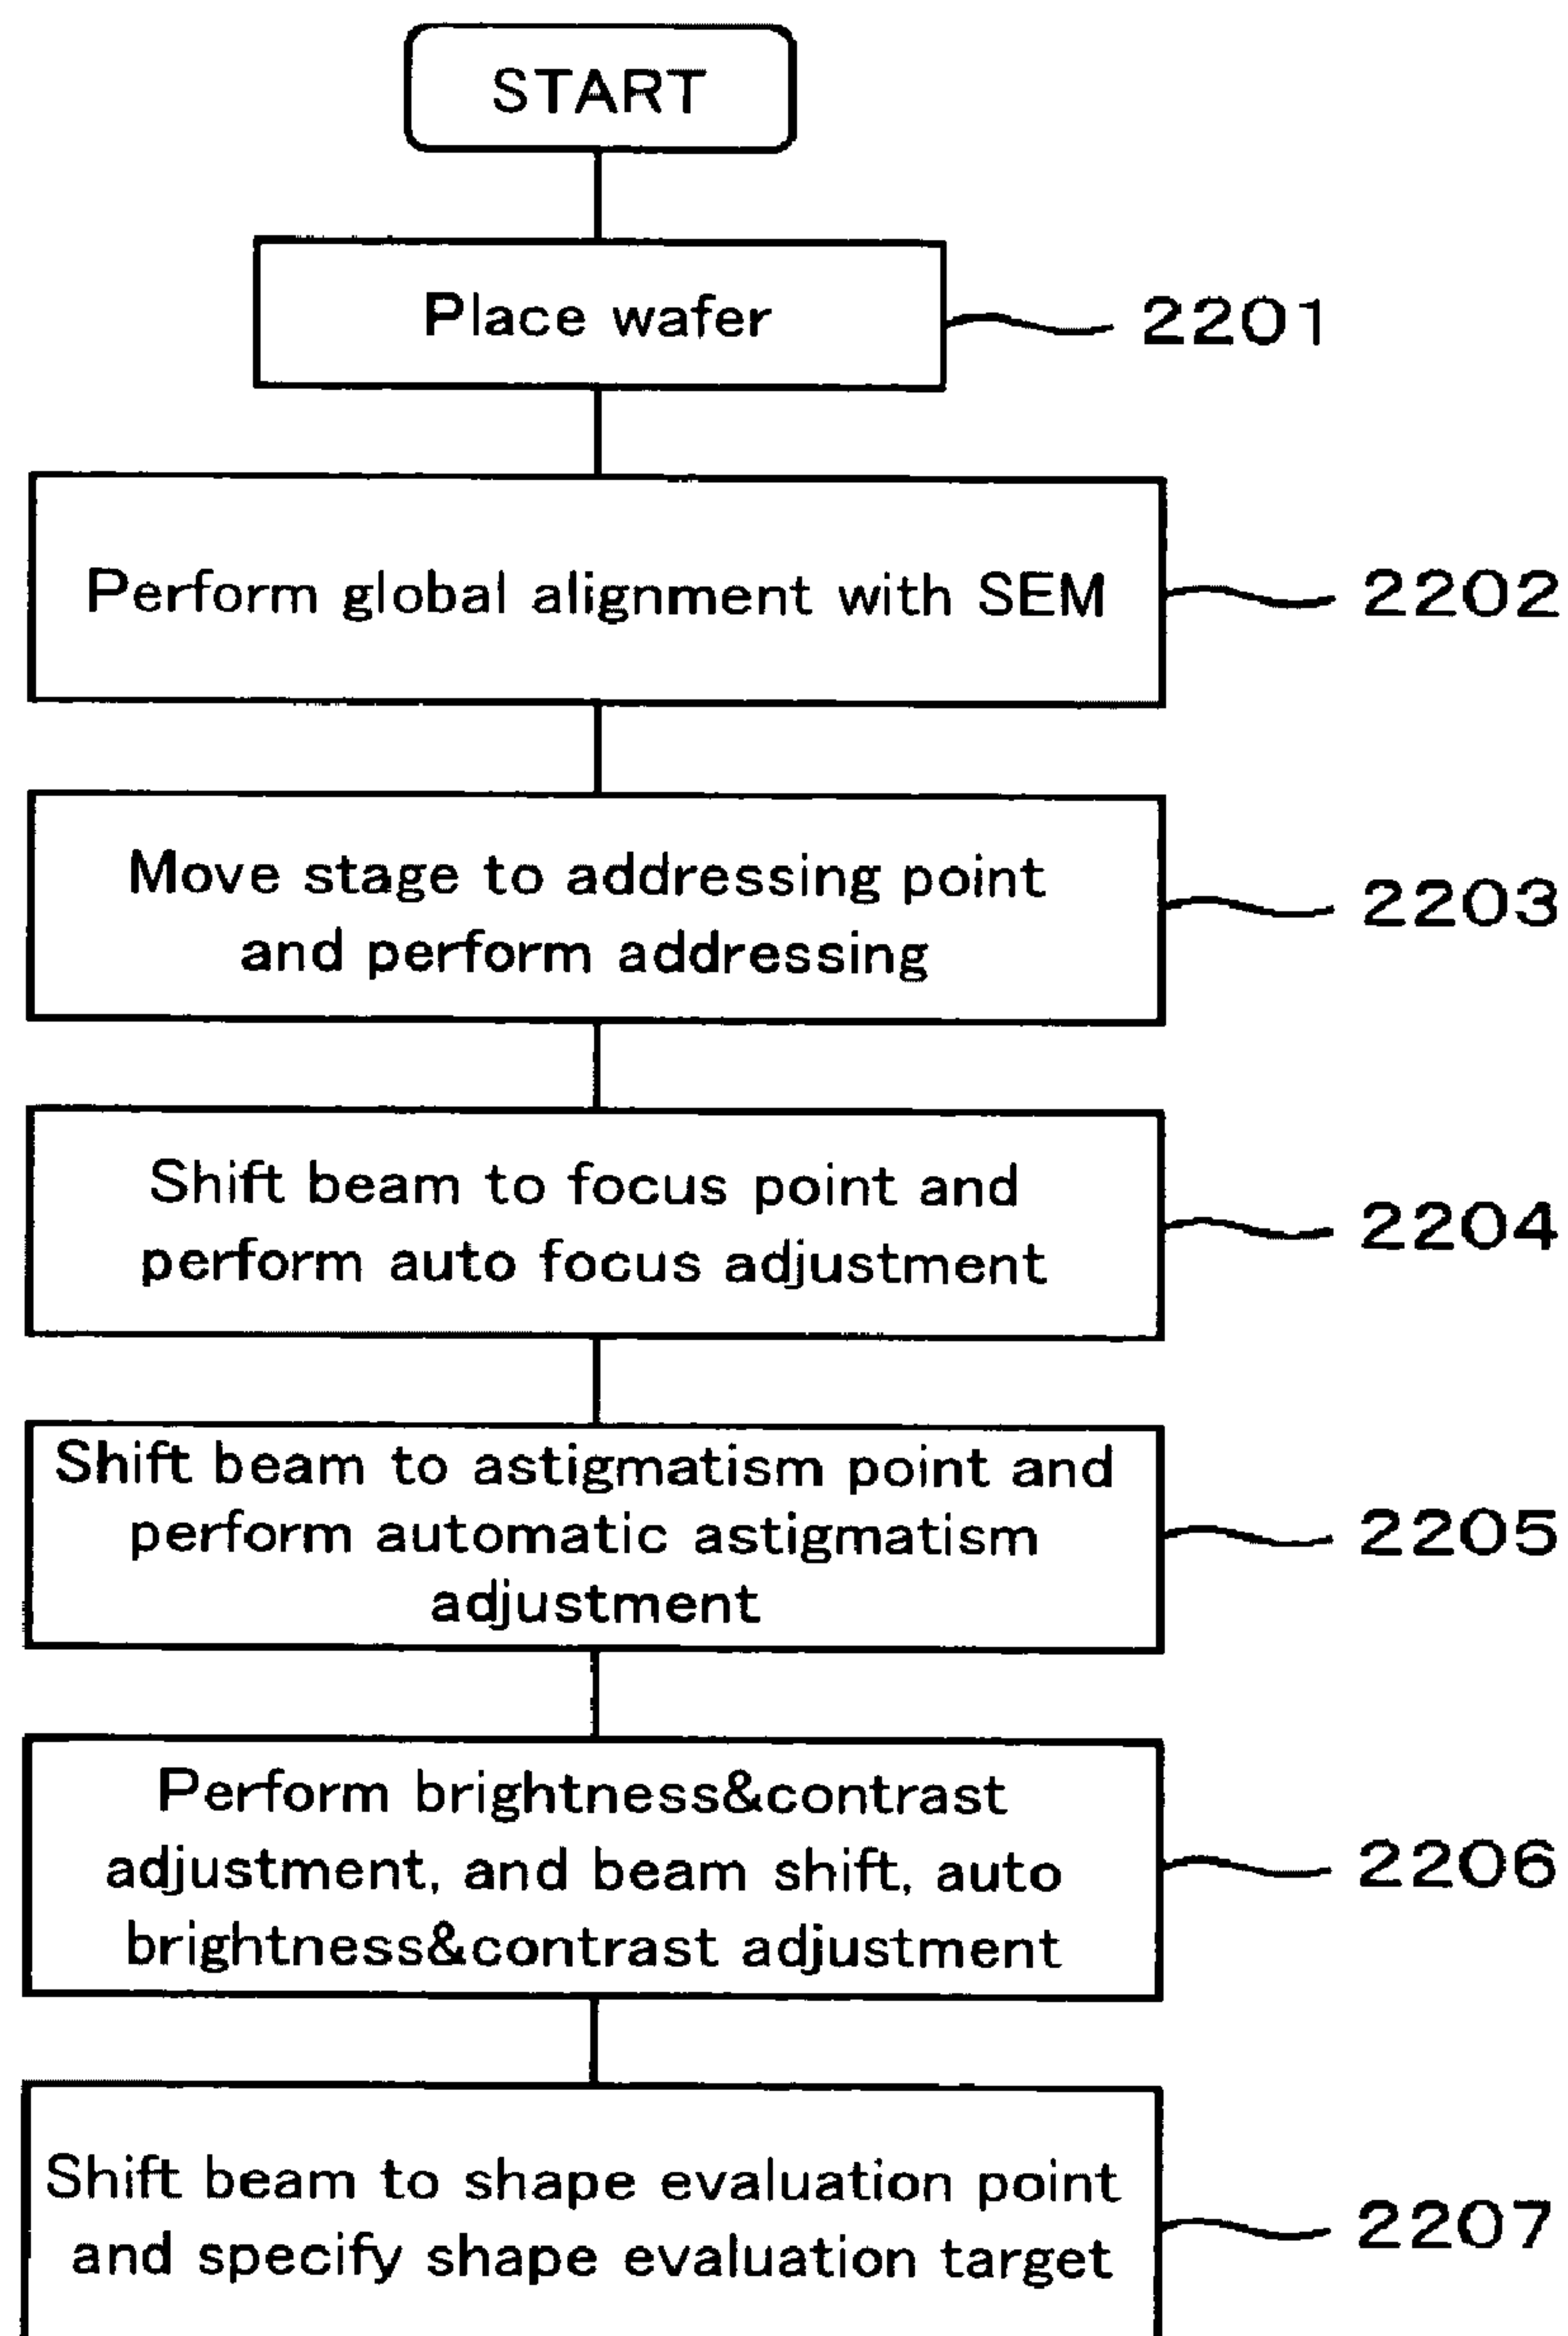 START
Place wafer
2201
Perform global alignment with SEM
2202
Move stage to addressing point
and perform addressing
2203
Shift beam to focus point and
perform auto focus adjustment
2204
Shift beam to astigmatism point and
perform automatic astigmatism
adjustment
2205
Perform brightness&contrast
adjustment, and beam shift, auto
brightness&contrast adjustment
2206
Shift beam to shape evaluation point
and specify shape evaluation target
2207